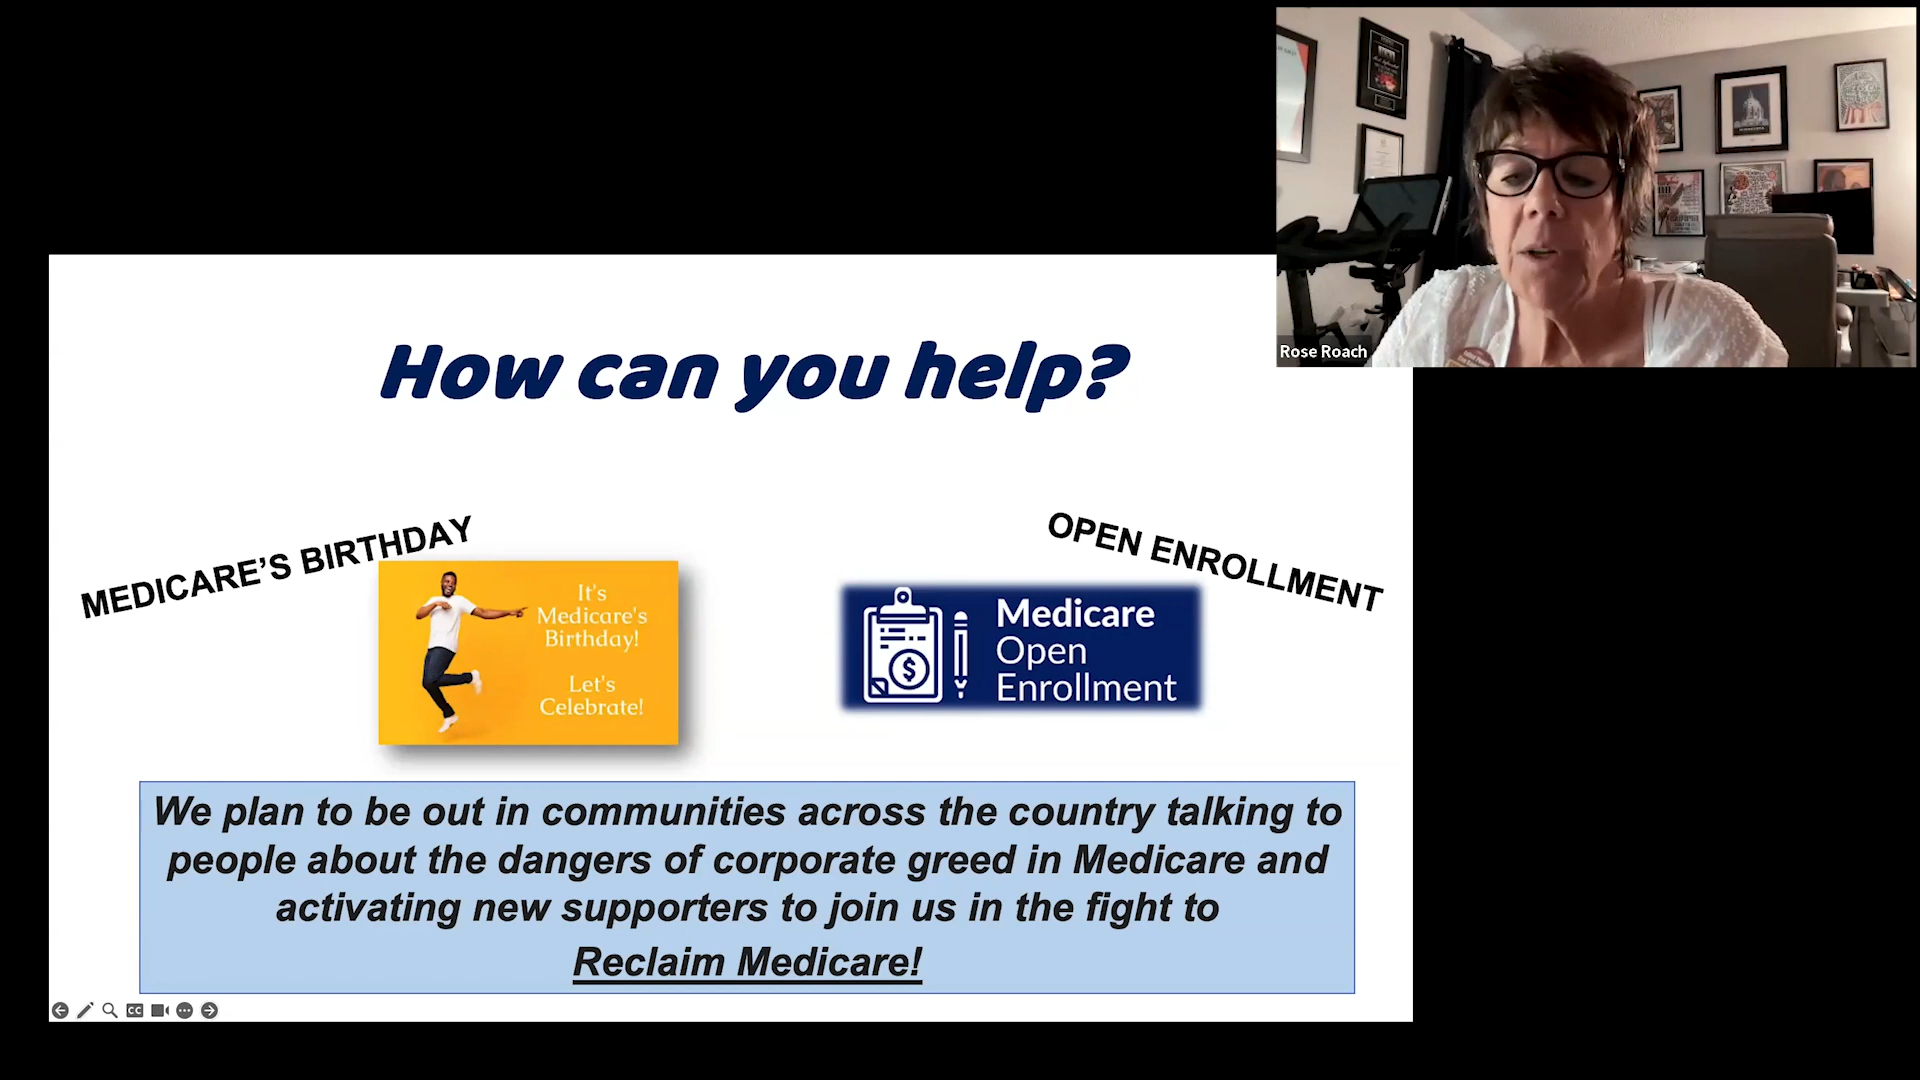 Rose Roach
How can you help?
MEDICARE’S BIRTHDAY
OPEN ENROLLMENT
It's
Medicare's
Birthday!
Let's
Celebrate!
Medicare
Open
Enrollment
We plan to be out in communities across the country talking to
people about the dangers of corporate greed in Medicare and
activating new supporters to join us in the fight to
Reclaim Medicare!
CC